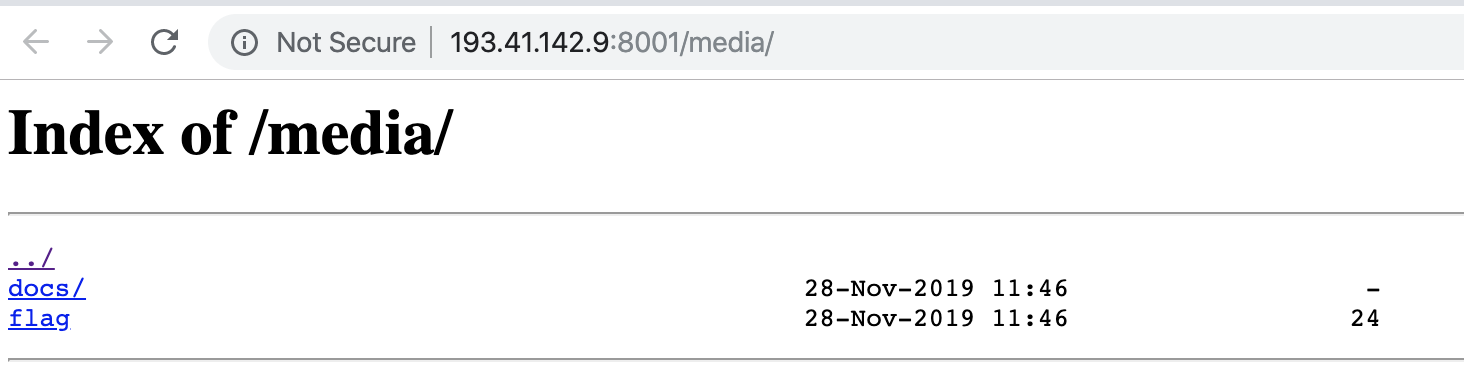 Not Secure | 193.41.142.9:8001/media/
Index of /media/
../
docs/ 28-Nov-2019 11:46 -
flag 28-Nov-2019 11:46 24